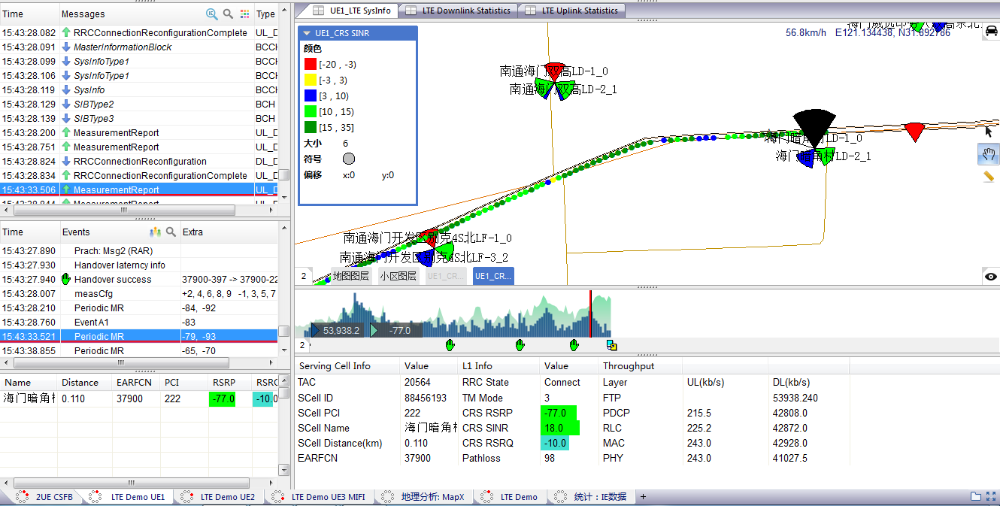 Time Messages Type
15:43:28.082 RRCConnectionReconfigurationComplete UL_D
15:43:28.091 MasterInformationBlock BCCH
15:43:28.099 SysInfoType1 BCCH
15:43:28.106 SysInfoType1 BCCH
15:43:28.119 SysInfo BCCH
15:43:28.129 SIBType2 BCH
15:43:28.139 SIBType3 BCH
15:43:28.200 MeasurementReport UL_D
15:43:28.751 MeasurementReport UL_D
15:43:28.824 RRCConnectionReconfiguration DL_D
15:43:28.834 RRCConnectionReconfigurationComplete UL_D
15:43:33.506 MeasurementReport UL_D
15:43:38.844 MeasurementReport UL_D
Time Events Extra
15:43:27.890 Prach: Msg2 (RAR)
15:43:27.930 Handover latency info
15:43:27.940 Handover success 37900-397 -> 37900-22
15:43:28.007 measCfg +2, 4, 6, 8, 9 -1, 3, 5, 7
15:43:28.210 Periodic MR -84, -92
15:43:28.760 Event A1 -83
15:43:33.521 Periodic MR -79, -93
15:43:38.855 Periodic MR -65, -70
Name Distance EARFCN PCI RSRP RSRQ
海门暗角村 0.110 37900 222 -77.0 -10.0
UE1_LTE SysInfo LTE Downlink Statistics LTE Uplink Statistics
UE1_CRS SINR
颜色
[-20 , -3)
[-3 , 3)
[3 , 10)
[10 , 15)
[15 , 35]
大小 6
符号
偏移 x:0 y:0
56.8km/h E121.134438, N31.892786
南通海门双高LD-1_0
南通海门双高LD-2_1
海门暗角村LD-1_0
海门暗角村LD-2_1
南通海门开发区别克4S北LF-1_0
南通海门开发区别克4S北LF-3_2
2 地图图层 小区图层 UE1_CR... UE1_CR...
53,938.2 -77.0
2
Serving Cell Info Value L1 Info Value Throughput
TAC 20564 RRC State Connect Layer UL(kb/s) DL(kb/s)
SCell ID 88456193 TM Mode 3 FTP 53938.240
SCell PCI 222 CRS RSRP -77.0 PDCP 215.5 42808.0
SCell Name 海门暗角村 CRS SINR 18.0 RLC 225.2 42872.0
SCell Distance(km) 0.110 CRS RSRQ -10.0 MAC 243.0 42928.0
EARFCN 37900 Pathloss 98 PHY 243.0 41027.5
2UE CSFB LTE Demo UE1 LTE Demo UE2 LTE Demo UE3 MIFI 地理分析: MapX LTE Demo 统计：IE数据 +